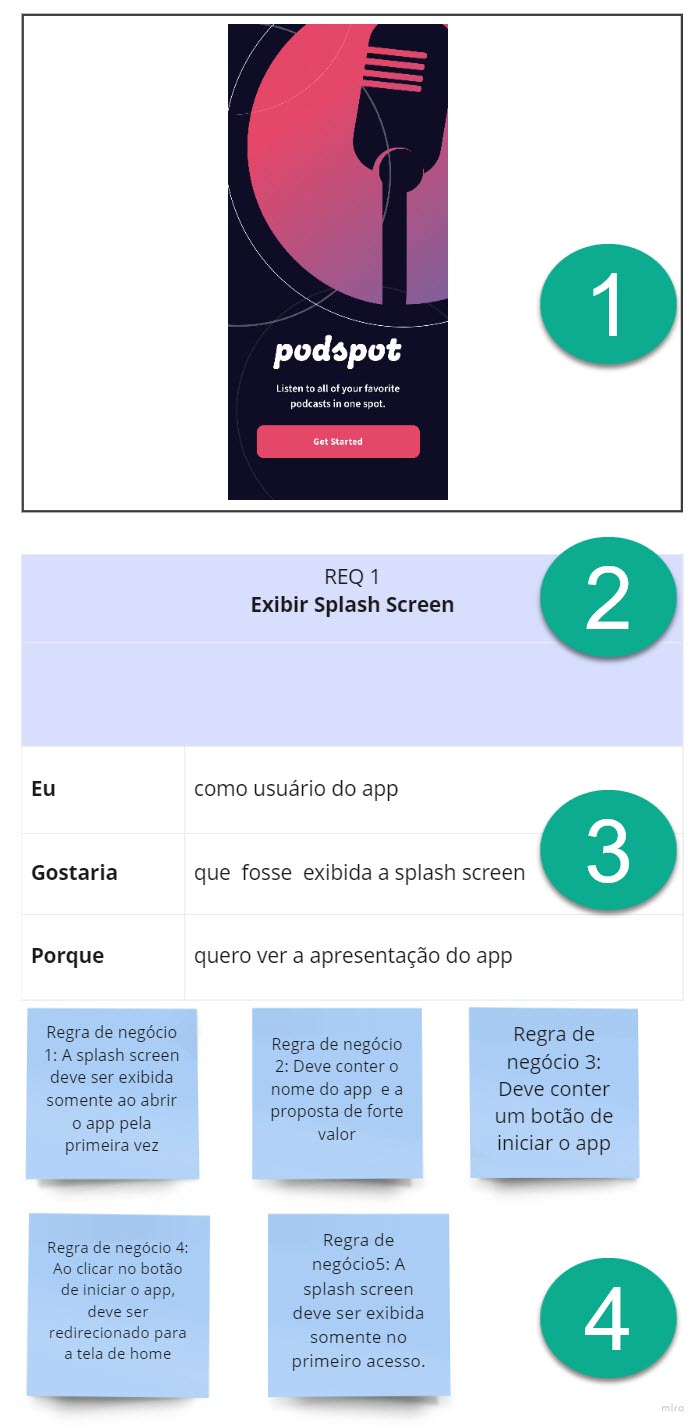 podspot
Listen to all of your favorite
podcasts in one spot.
Get Started
1
REQ 1
Exibir Splash Screen
2
Eu
como usuário do app
Gostaria
que fosse exibida a splash screen
3
Porque
quero ver a apresentação do app
Regra de negócio
1: A splash screen
deve ser exibida
somente ao abrir
o app pela
primeira vez
Regra de negócio
2: Deve conter o
nome do app e a
proposta de forte
valor
Regra de
negócio 3:
Deve conter
um botão de
iniciar o app
Regra de negócio 4:
Ao clicar no botão
de iniciar o app,
deve ser
redirecionado para
a tela de home
Regra de
negócio5: A
splash screen
deve ser exibida
somente no
primeiro acesso.
4
miro